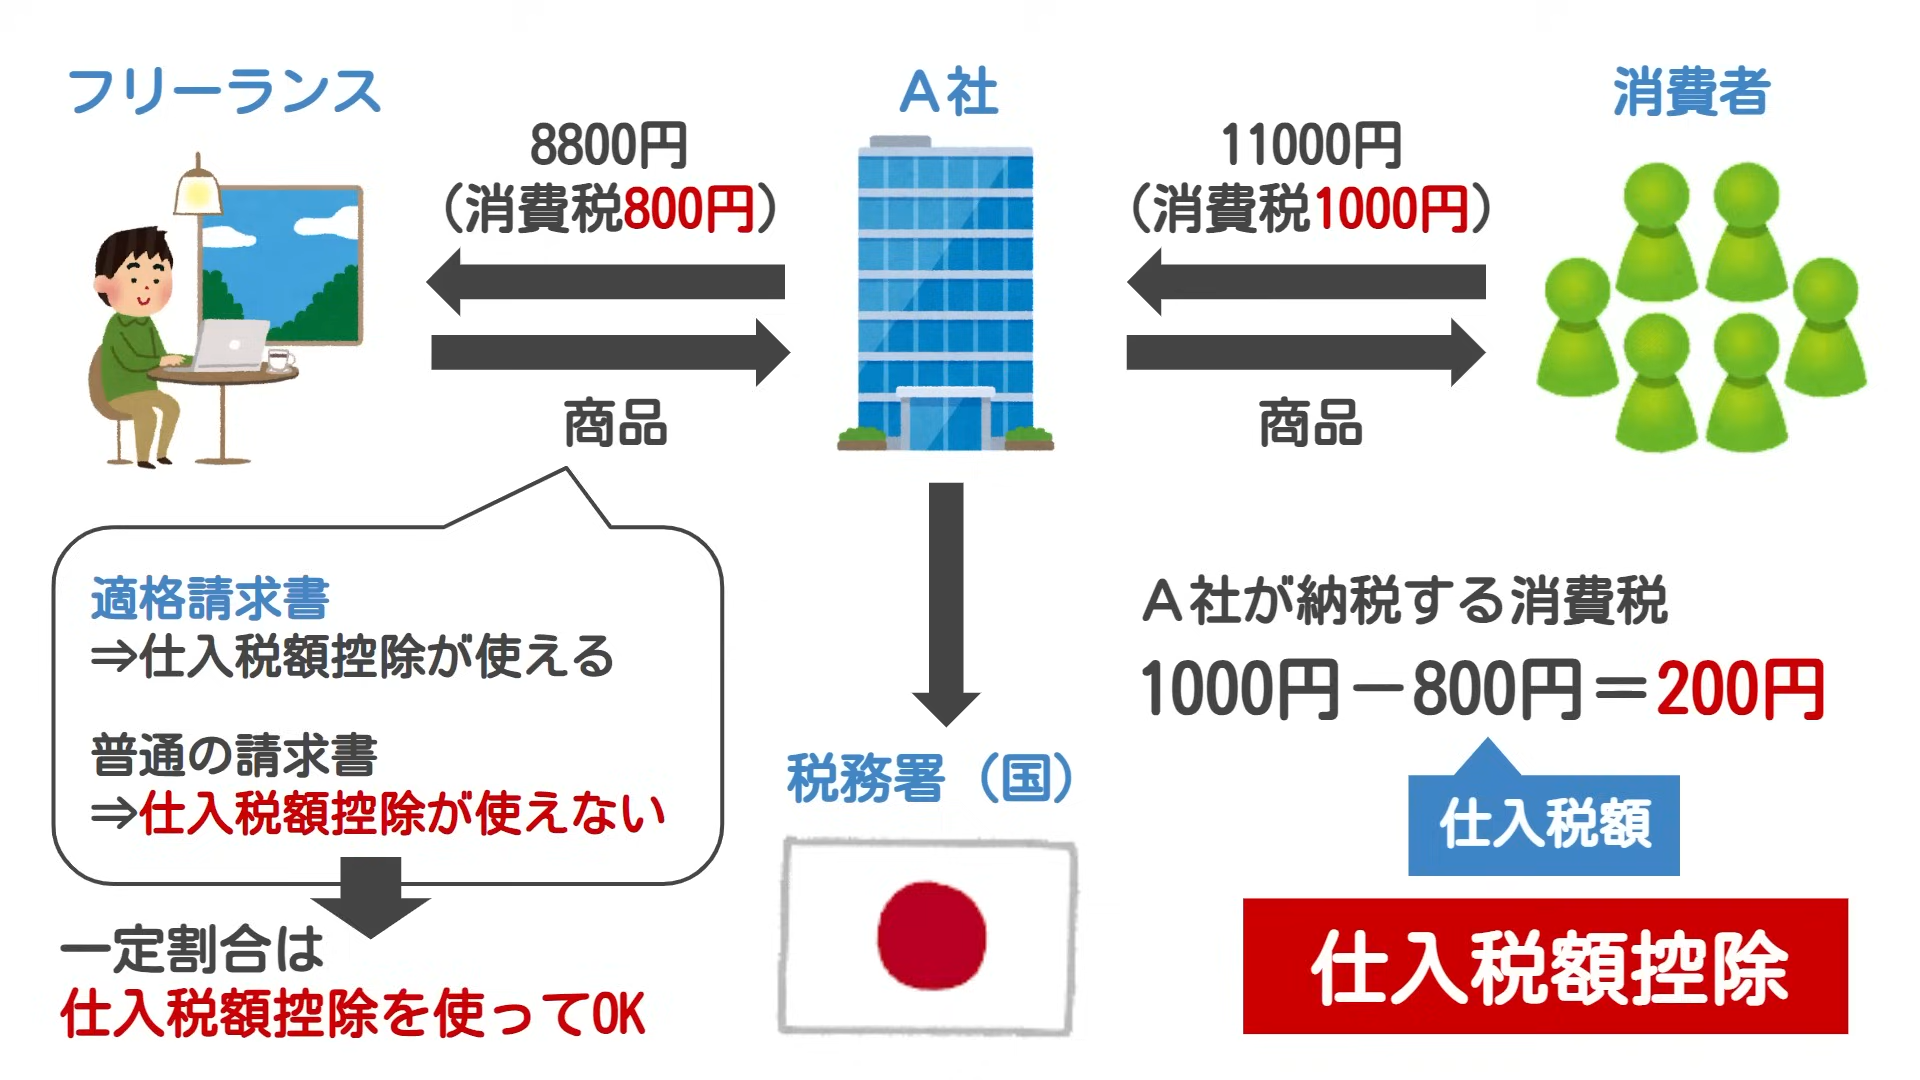 フリーランス
A社
消費者
8800円
(消費税800円)
商品
11000円
(消費税1000円)
商品
適格請求書
⇒仕入税額控除が使える
普通の請求書
⇒仕入税額控除が使えない
一定割合は
仕入税額控除を使ってOK
税務署(国)
A社が納税する消費税
1000円－800円＝200円
仕入税額
仕入税額控除